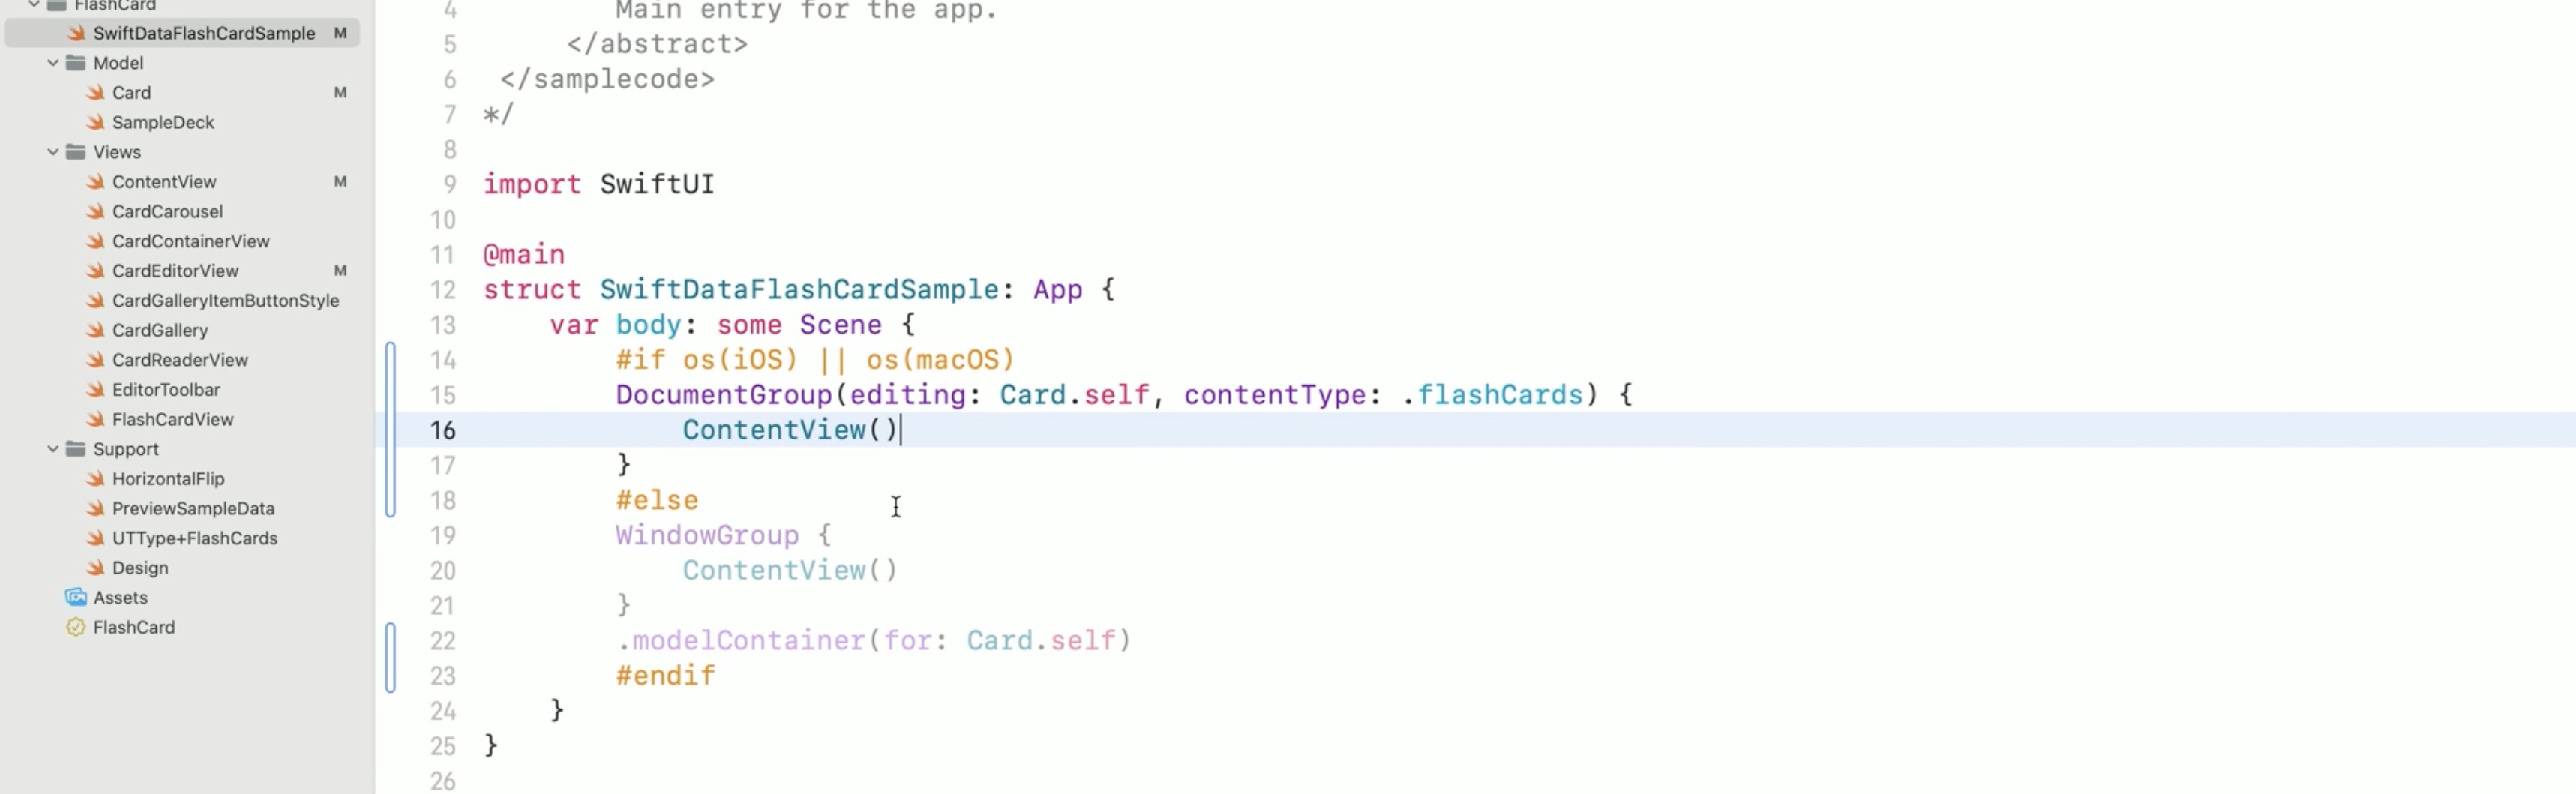 FlashCard
SwiftDataFlashCardSample M
Model
Card M
SampleDeck
Views
ContentView M
CardCarousel
CardContainerView
CardEditorView M
CardGalleryItemButtonStyle
CardGallery
CardReaderView
EditorToolbar
FlashCardView
Support
HorizontalFlip
PreviewSampleData
UTType+FlashCards
Design
Assets
FlashCard
4 Main entry for the app.
5 </abstract>
6 </samplecode>
7 */
8
9 import SwiftUI
10
11 @main
12 struct SwiftDataFlashCardSample: App {
13 var body: some Scene {
14 #if os(iOS) || os(macOS)
15 DocumentGroup(editing: Card.self, contentType: .flashCards) {
16 ContentView()
17 }
18 #else
19 WindowGroup {
20 ContentView()
21 }
22 .modelContainer(for: Card.self)
23 #endif
24 }
25 }
26